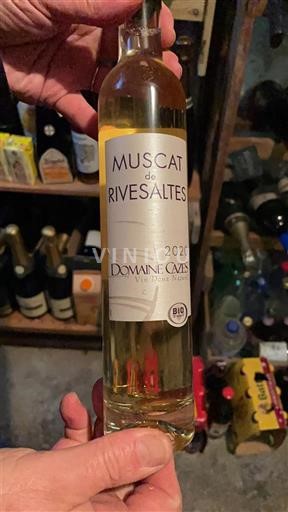 MUSCAT
de
RIVESALTES
2020
DOMAINE CAZES
VIN DOUX NATUREL
BIO